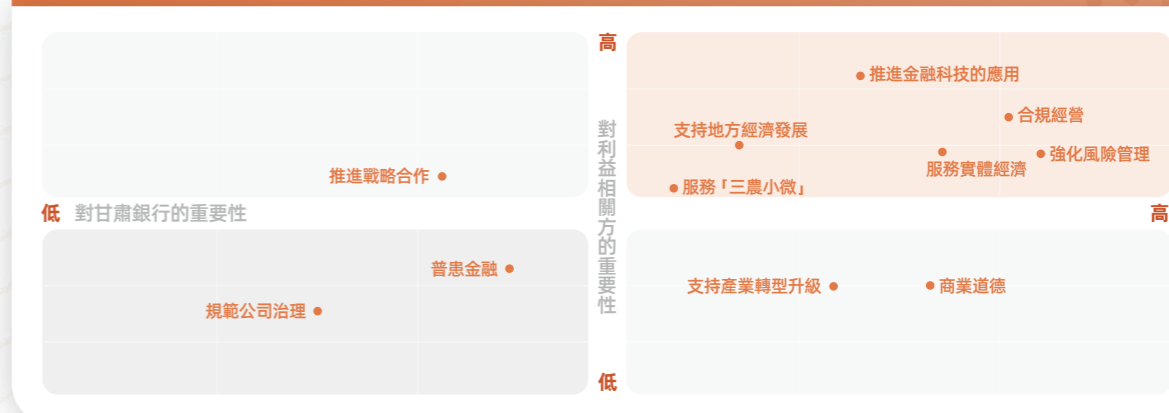 高
推進金融科技的應用
合規經營
支持地方經濟發展
強化風險管理
服務實體經濟
推進戰略合作
服務「三農小微」
對利益相關方的重要性
低 對甘肅銀行的重要性
高
普惠金融
支持產業轉型升級
商業道德
規範公司治理
低